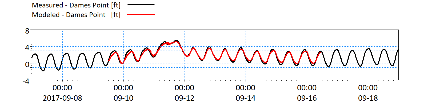 Measured - Dames Point [ft]
Modeled - Dames Point [ft]
8
4
0
-4
00:00 00:00 00:00 00:00 00:00 00:00
2017-09-08 09-10 09-12 09-14 09-16 09-18